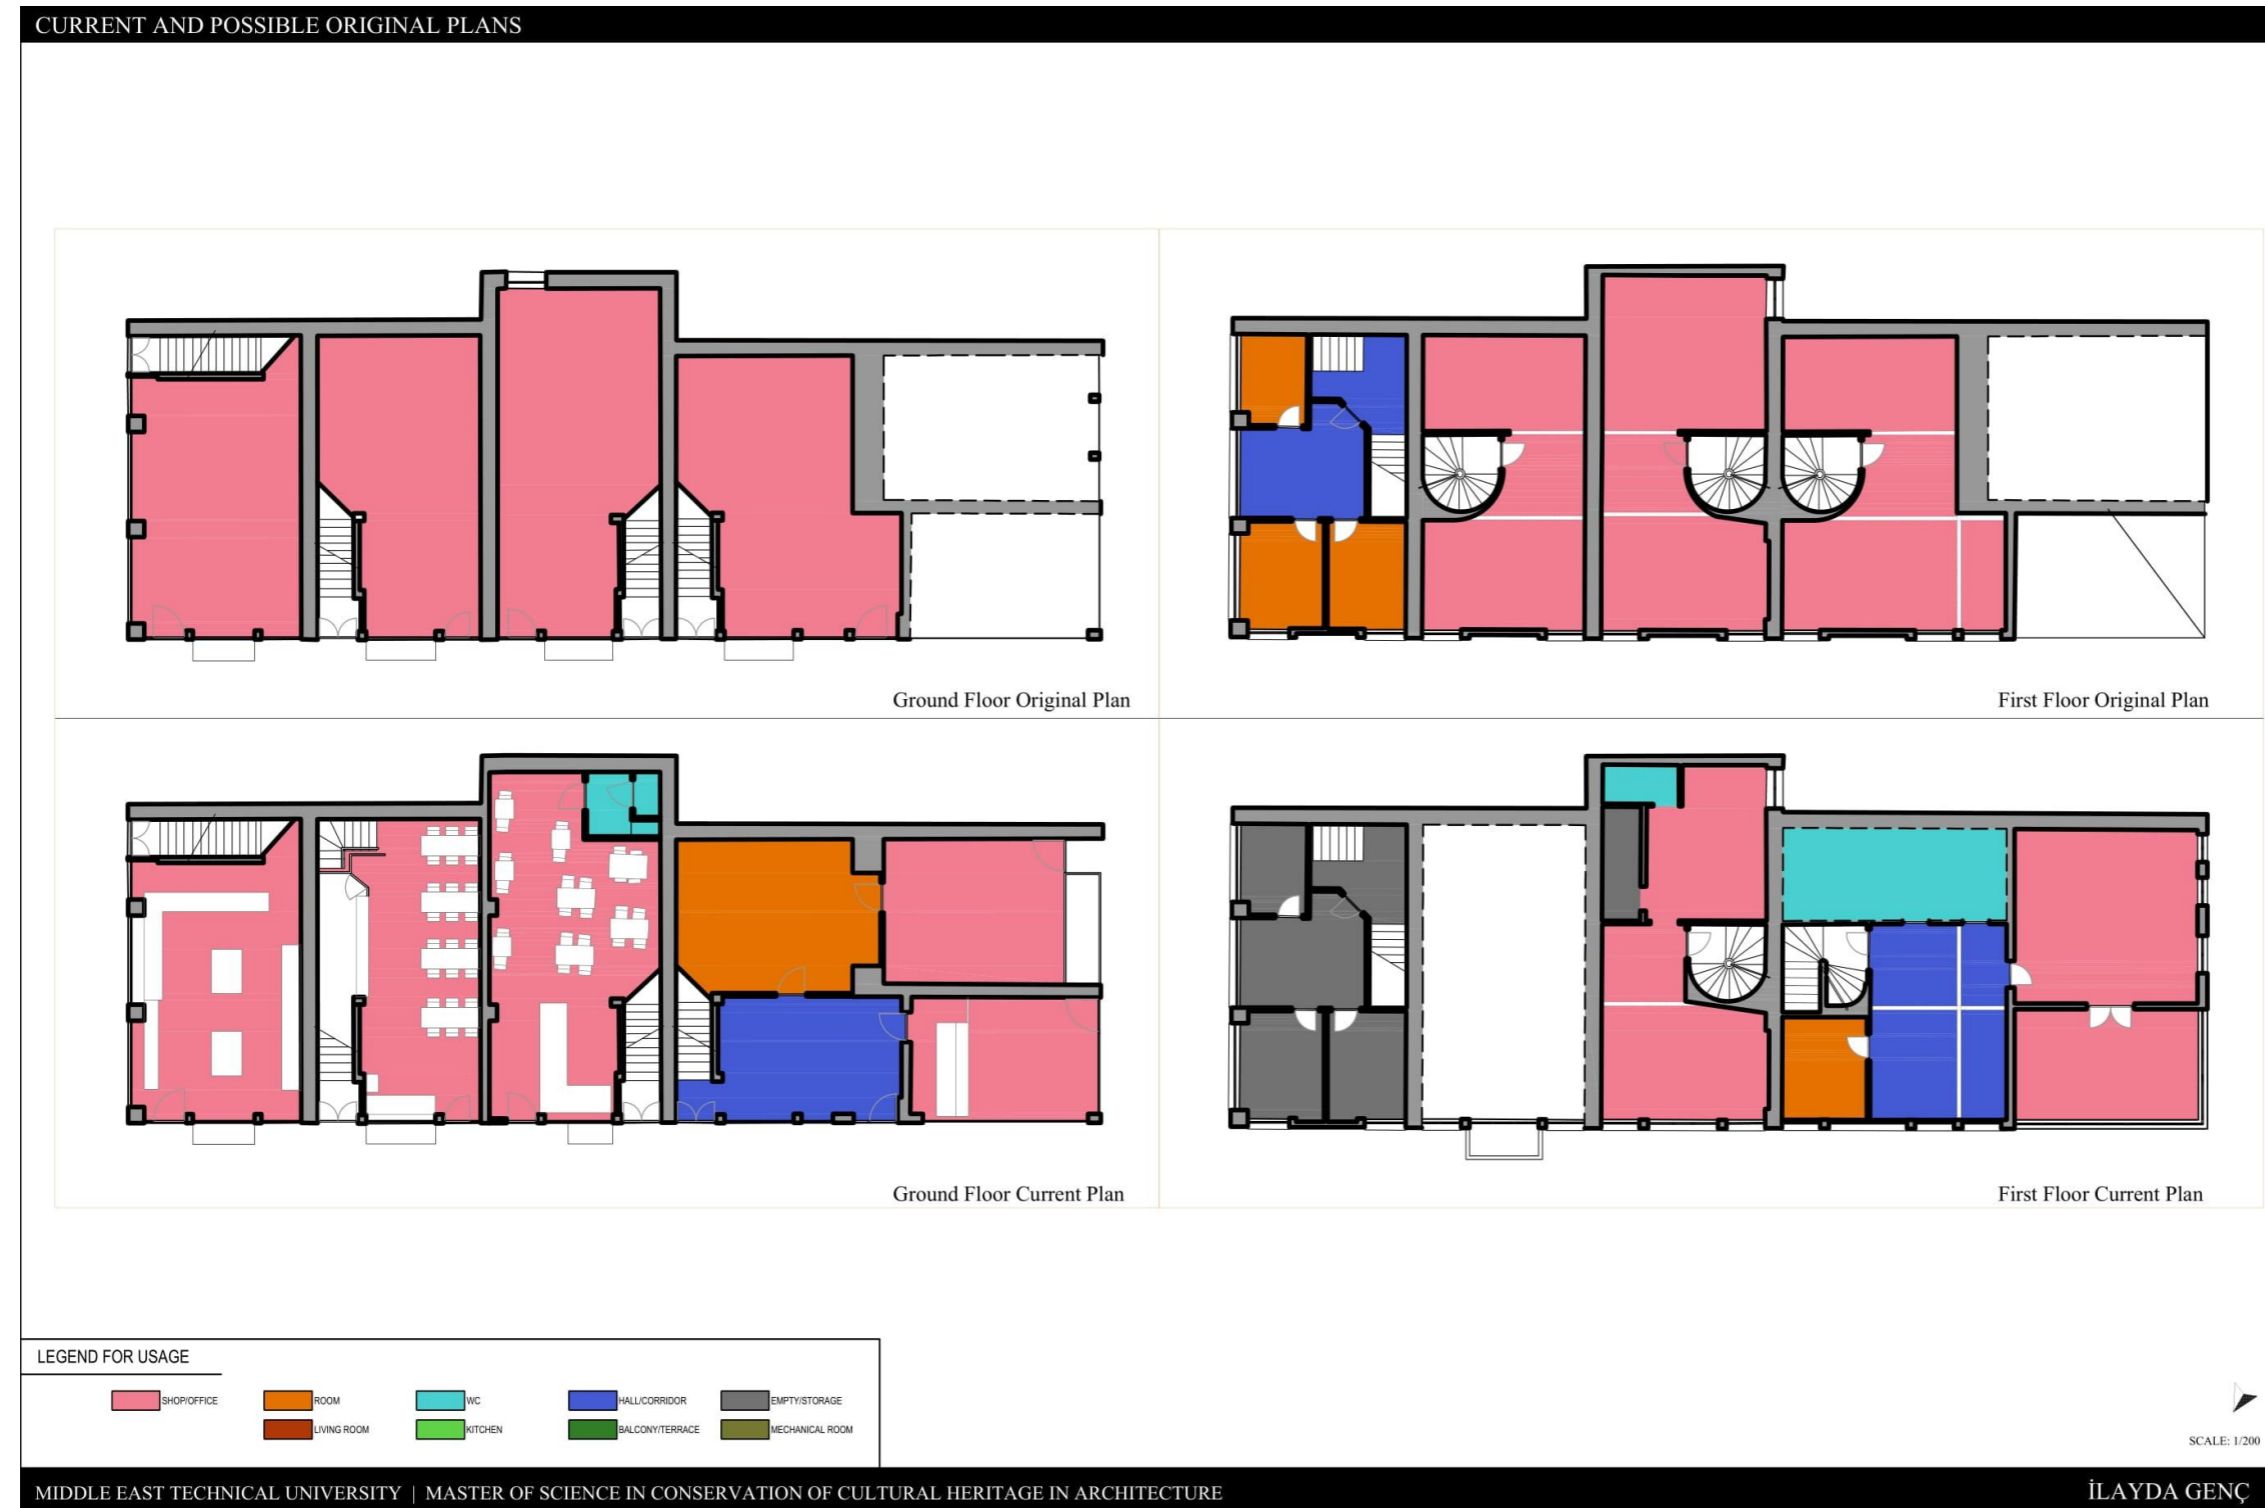 CURRENT AND POSSIBLE ORIGINAL PLANS
Ground Floor Original Plan
First Floor Original Plan
Ground Floor Current Plan
First Floor Current Plan
LEGEND FOR USAGE
SHOP/OFFICE
ROOM
WC
HALL/CORRIDOR
EMPTY/STORAGE
LIVING ROOM
KITCHEN
BALCONY/TERRACE
MECHANICAL ROOM
SCALE: 1/200
MIDDLE EAST TECHNICAL UNIVERSITY | MASTER OF SCIENCE IN CONSERVATION OF CULTURAL HERITAGE IN ARCHITECTURE
İLAYDA GENÇ